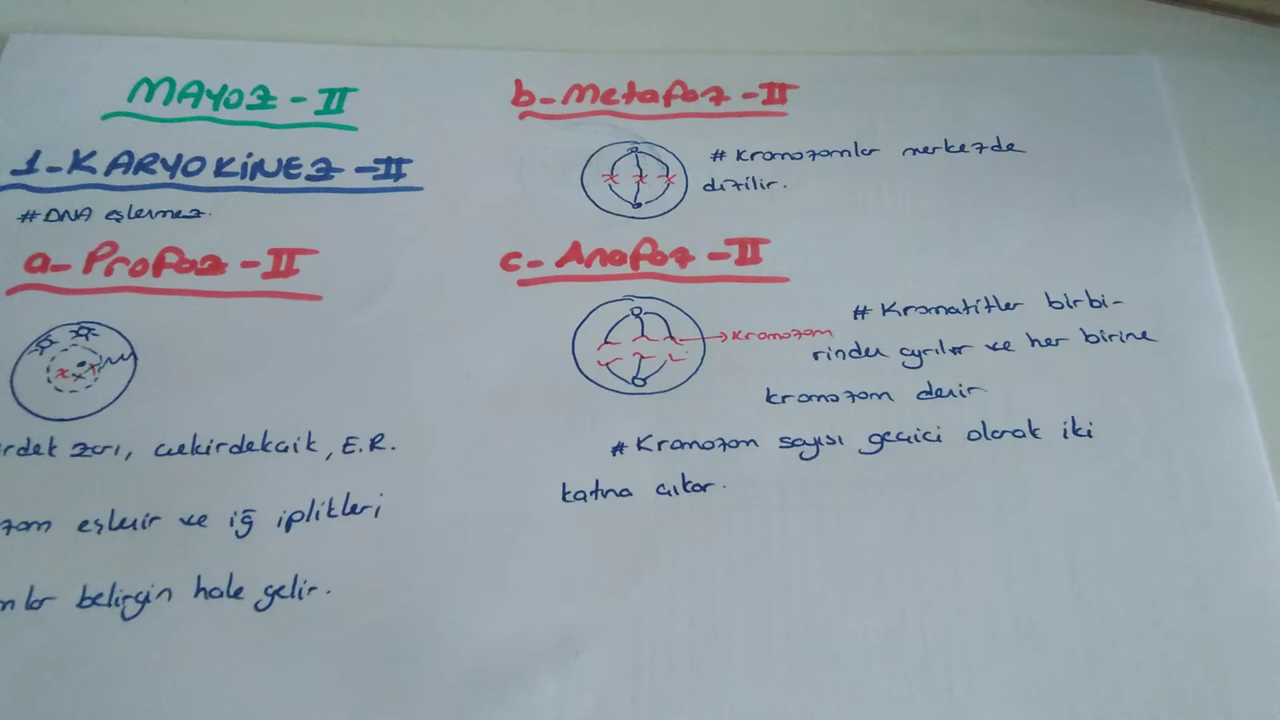 MAYOZ-II
1-KARYOKİNEZ-II
#DNA eşlenmez.
a-Profaz-II
rdek zarı, çekirdekçik, E.R.
zom eşlenir ve iğ iplikleri
mlar belirgin hale gelir.
b-Metafaz-II
#Kromozomlar merkezde
dizilir.
c-Anafaz-II
Kromozom
#Kromatitler birbi-
rinden ayrılır ve her birine
kromozom denir
#Kromozom sayısı geçici olarak iki
katına çıkar.